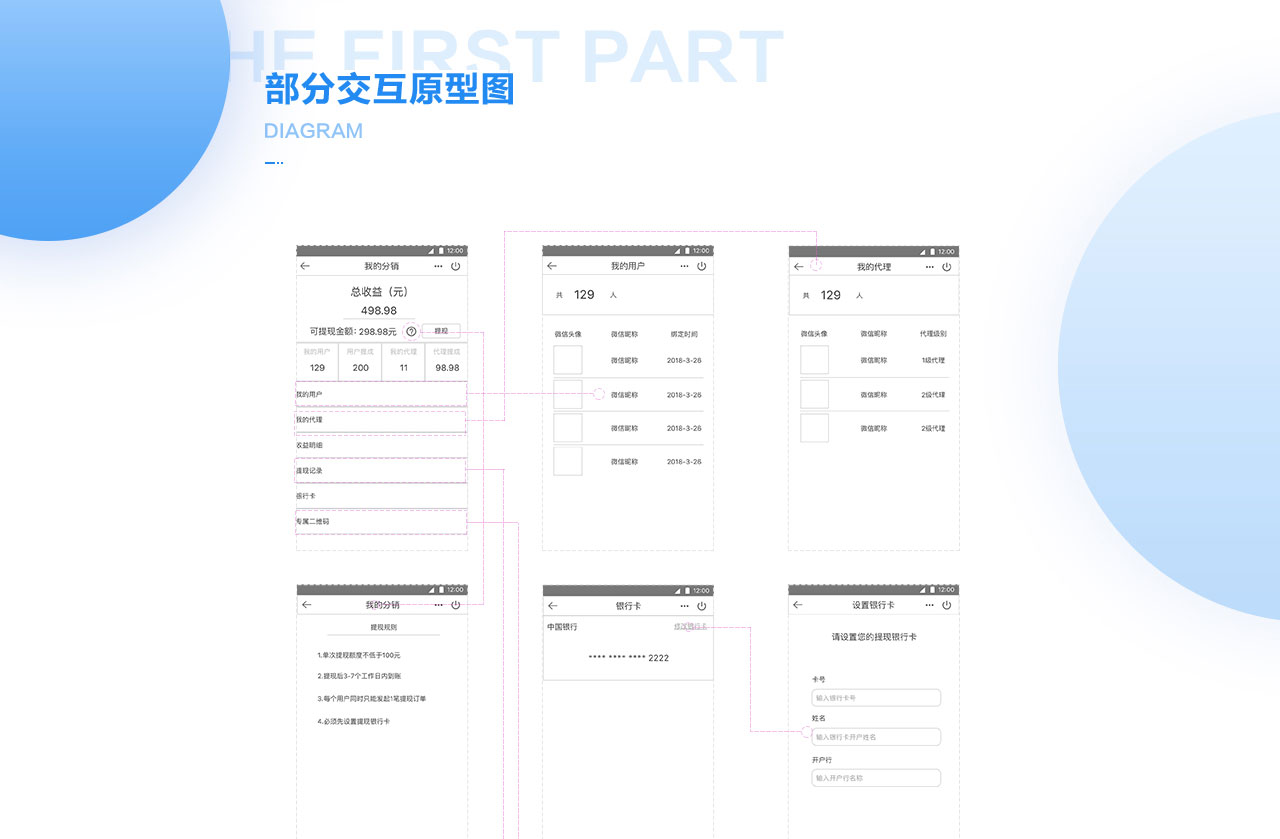 THE FIRST PART
部分交互原型图
DIAGRAM
12:00
我的分销
总收益（元）
498.98
可提现金额: 298.98元
?
提现
我的用户 用户提成 我的代理 代理提成
129 200 11 98.98
我的用户
我的代理
收益明细
提现记录
银行卡
专属二维码
12:00
我的用户
共 129 人
微信头像 微信昵称 绑定时间
微信昵称 2018-3-26
微信昵称 2018-3-26
微信昵称 2018-3-26
微信昵称 2018-3-26
12:00
我的代理
共 129 人
微信头像 微信昵称 代理级别
微信昵称 1级代理
微信昵称 2级代理
微信昵称 2级代理
12:00
我的分销
提现规则
1.单次提现额度不低于100元
2.提现后3-7个工作日内到账
3.每个用户同时只能发起1笔提现订单
4.必须先设置提现银行卡
12:00
银行卡
中国银行 修改银行卡
**** **** **** 2222
12:00
设置银行卡
请设置您的提现银行卡
卡号
输入银行卡号
姓名
输入银行卡开户姓名
开户行
输入开户行名称